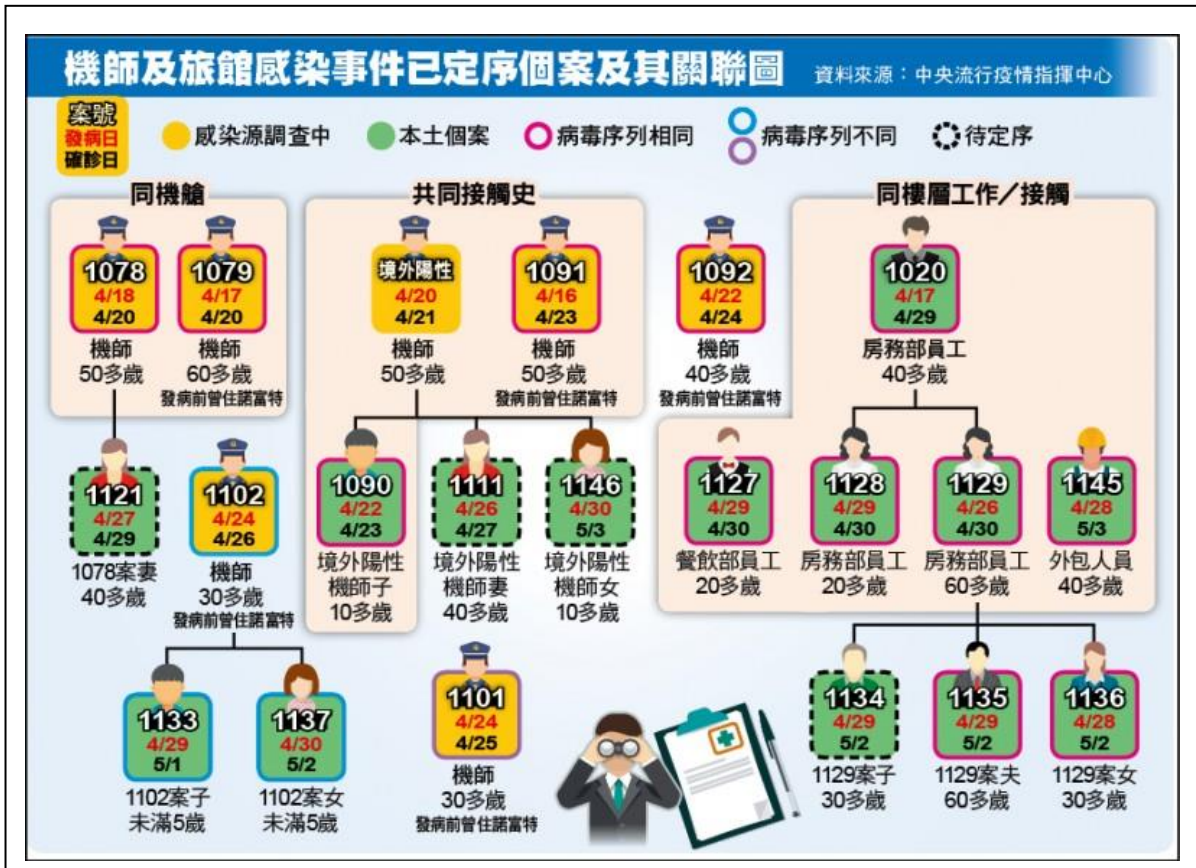 機師及旅館感染事件已定序個案及其關聯圖
資料來源：中央流行疫情指揮中心
案號
發病日
確診日
感染源調查中
本土個案
病毒序列相同
病毒序列不同
待定序
同機艙
1078
4/18
4/20
機師
50多歲
1079
4/17
4/20
機師
60多歲
發病前曾住諾富特
共同接觸史
境外陽性
4/20
4/21
機師
50多歲
1091
4/16
4/23
機師
50多歲
發病前曾住諾富特
1092
4/22
4/24
機師
40多歲
發病前曾住諾富特
同樓層工作／接觸
1020
4/17
4/29
房務部員工
40多歲
1121
4/27
4/29
1078案妻
40多歲
1102
4/24
4/26
機師
30多歲
發病前曾住諾富特
1090
4/22
4/23
境外陽性
機師子
10多歲
1111
4/26
4/27
境外陽性
機師妻
40多歲
1146
4/30
5/3
境外陽性
機師女
10多歲
1127
4/29
4/30
餐飲部員工
20多歲
1128
4/29
4/30
房務部員工
20多歲
1129
4/26
4/30
房務部員工
60多歲
1145
4/28
5/3
外包人員
40多歲
1133
4/29
5/1
1102案子
未滿5歲
1137
4/30
5/2
1102案女
未滿5歲
1101
4/24
4/25
機師
30多歲
發病前曾住諾富特
1134
4/29
5/2
1129案子
30多歲
1135
4/29
5/2
1129案夫
60多歲
1136
4/28
5/2
1129案女
30多歲